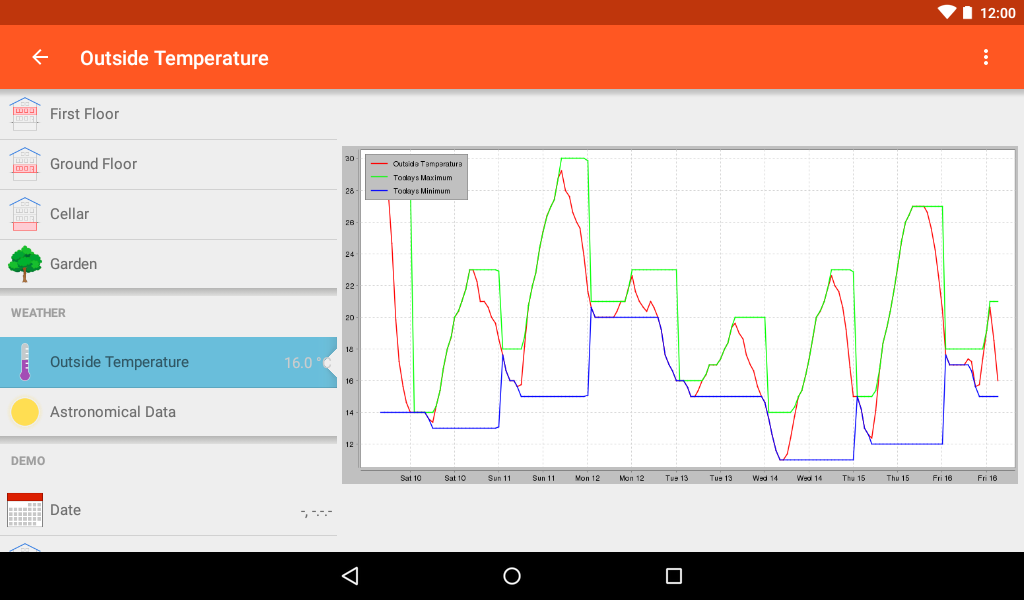 12:00
Outside Temperature
First Floor
Ground Floor
Cellar
Garden
WEATHER
Outside Temperature 16.0 °
Astronomical Data
DEMO
Date -, -.-.-
Outside Temperature
Todays Maximum
Todays Minimum
30
28
26
24
22
20
18
16
14
12
Sat 10 Sat 10 Sun 11 Sun 11 Mon 12 Mon 12 Tue 13 Tue 13 Wed 14 Wed 14 Thu 15 Thu 15 Fri 16 Fri 16